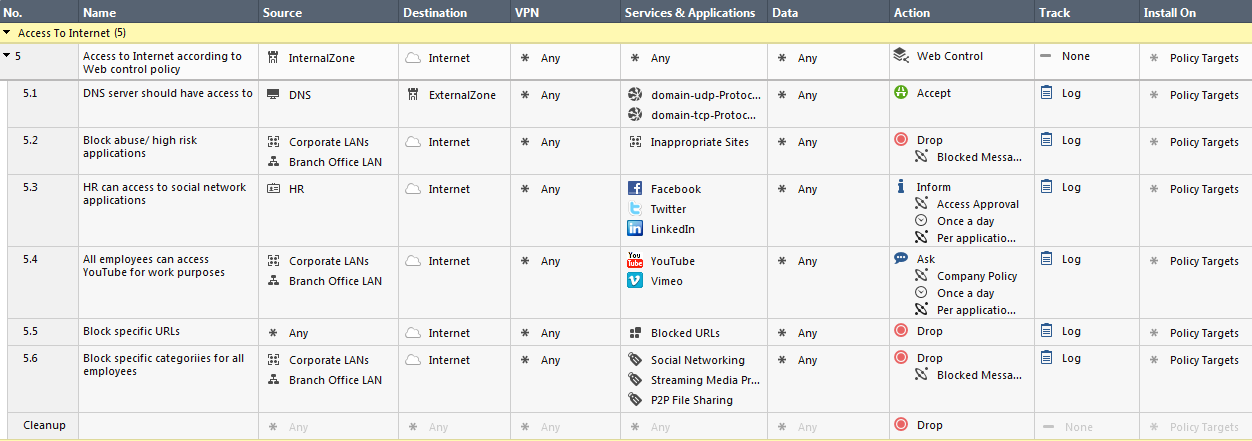 No. Name Source Destination VPN Services & Applications Data Action Track Install On
Access To Internet (5)
5 Access to Internet according to Web control policy InternalZone Internet Any Any Any Web Control None Policy Targets
5.1 DNS server should have access to DNS ExternalZone Any domain-udp-Protoc... Any Accept Log Policy Targets
domain-tcp-Protoc...
5.2 Block abuse/ high risk applications Corporate LANs Internet Any Inappropriate Sites Any Drop Log Policy Targets
Branch Office LAN Blocked Messa...
5.3 HR can access to social network applications HR Internet Any Facebook Any Inform Log Policy Targets
Twitter Access Approval
LinkedIn Once a day
Per applicatio...
5.4 All employees can access YouTube for work purposes Corporate LANs Internet Any YouTube Any Ask Log Policy Targets
Branch Office LAN Vimeo Company Policy
Once a day
Per applicatio...
5.5 Block specific URLs Any Internet Any Blocked URLs Any Drop Log Policy Targets
5.6 Block specific categoriies for all employees Corporate LANs Internet Any Social Networking Any Drop Log Policy Targets
Branch Office LAN Streaming Media Pr... Blocked Messa...
P2P File Sharing
Cleanup Any Any Any Any Any Drop None Policy Targets